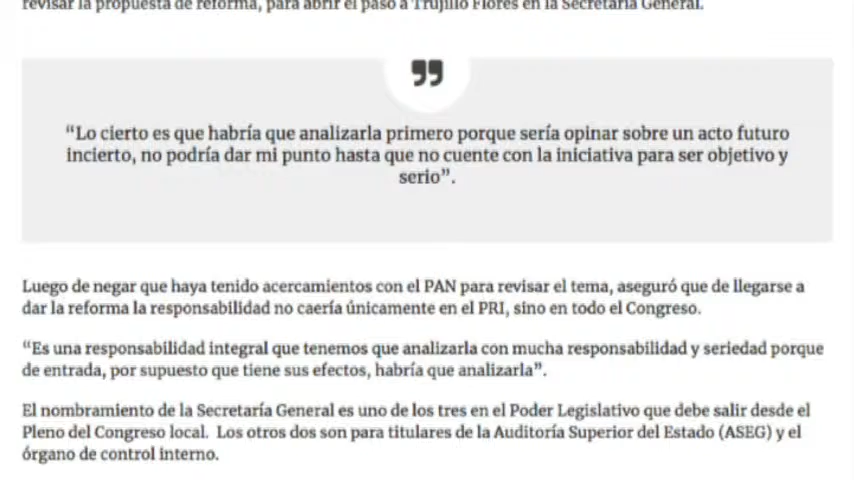 revisar la propuesta de reforma, para abrir el paso a Trujillo Flores en la Secretaría General.
”
“Lo cierto es que habría que analizarla primero porque sería opinar sobre un acto futuro
incierto, no podría dar mi punto hasta que no cuente con la iniciativa para ser objetivo y
serio”.
Luego de negar que haya tenido acercamientos con el PAN para revisar el tema, aseguró que de llegarse a
dar la reforma la responsabilidad no caería únicamente en el PRI, sino en todo el Congreso.
“Es una responsabilidad integral que tenemos que analizarla con mucha responsabilidad y seriedad porque
de entrada, por supuesto que tiene sus efectos, habría que analizarla”.
El nombramiento de la Secretaría General es uno de los tres en el Poder Legislativo que debe salir desde el
Pleno del Congreso local. Los otros dos son para titulares de la Auditoría Superior del Estado (ASEG) y el
órgano de control interno.